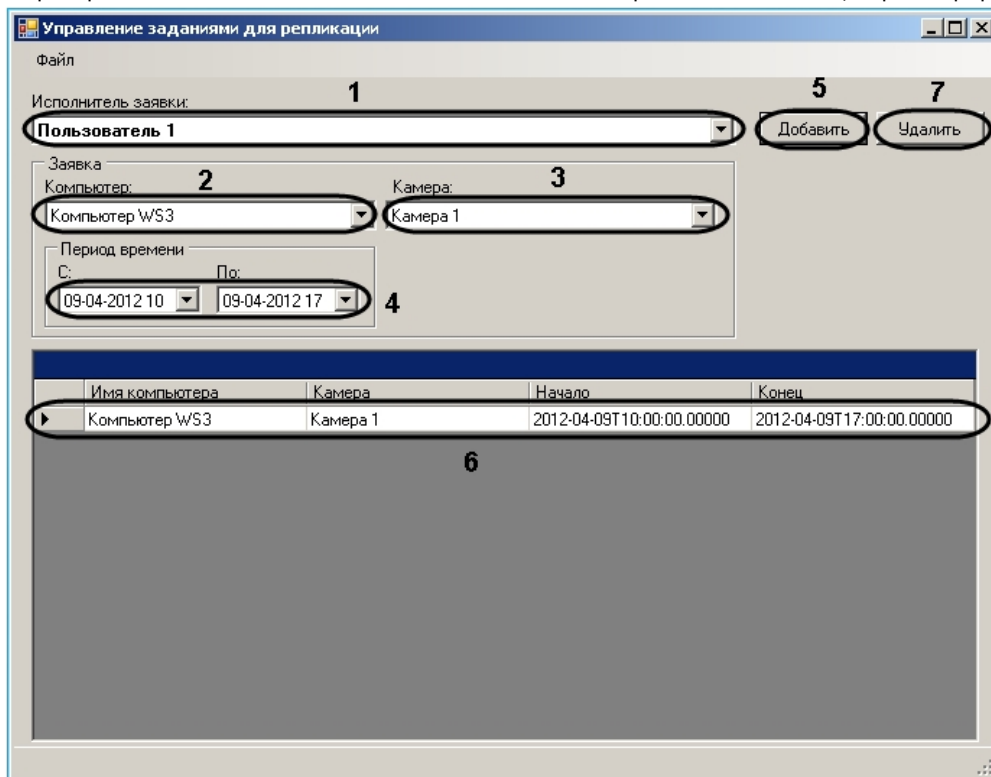 Управление заданиями для репликации
Файл
Исполнитель заявки:
1
5
7
Пользователь 1
Добавить
Удалить
Заявка
Компьютер:
2
Камера:
3
Компьютер WS3
Камера 1
Период времени
С:
По:
09-04-2012 10
09-04-2012 17
4
Имя компьютера
Камера
Начало
Конец
Компьютер WS3
Камера 1
2012-04-09T10:00:00.00000
2012-04-09T17:00:00.00000
6